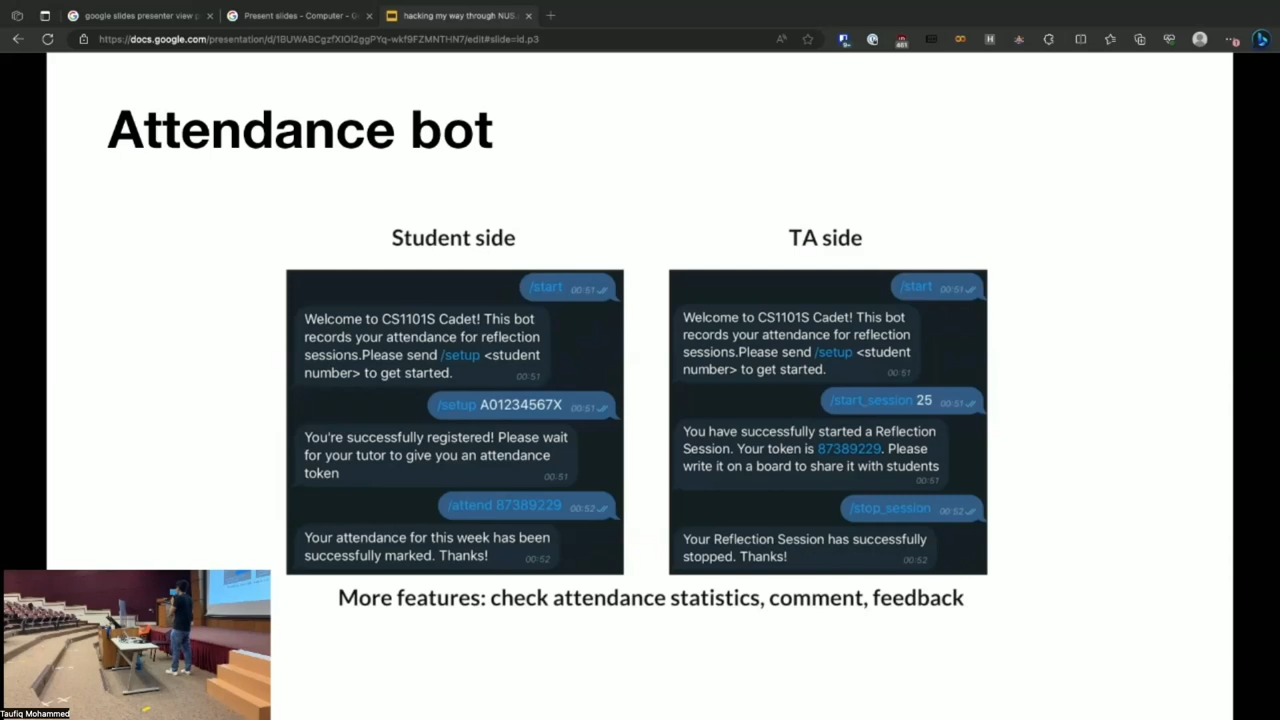 google slides presenter view p
Present slides - Computer - G
hacking my way through NUS.
https://docs.google.com/presentation/d/1BUWABCgzfXIOl2ggPYq-wkf9FZMNTHN7/edit#slide=id.p3
Attendance bot
Student side
/start 00:51
Welcome to CS1101S Cadet! This bot
records your attendance for reflection
sessions.Please send /setup <student
number> to get started. 00:51
/setup A01234567X 00:51
You're successfully registered! Please wait
for your tutor to give you an attendance
token 00:51
/attend 87389229 00:52
Your attendance for this week has been
successfully marked. Thanks! 00:52
TA side
/start 00:51
Welcome to CS1101S Cadet! This bot
records your attendance for reflection
sessions.Please send /setup <student
number> to get started. 00:51
/start_session 25 00:51
You have successfully started a Reflection
Session. Your token is 87389229. Please
write it on a board to share it with students
00:51
/stop_session 00:52
Your Reflection Session has successfully
stopped. Thanks! 00:52
More features: check attendance statistics, comment, feedback
Taufiq Mohammed